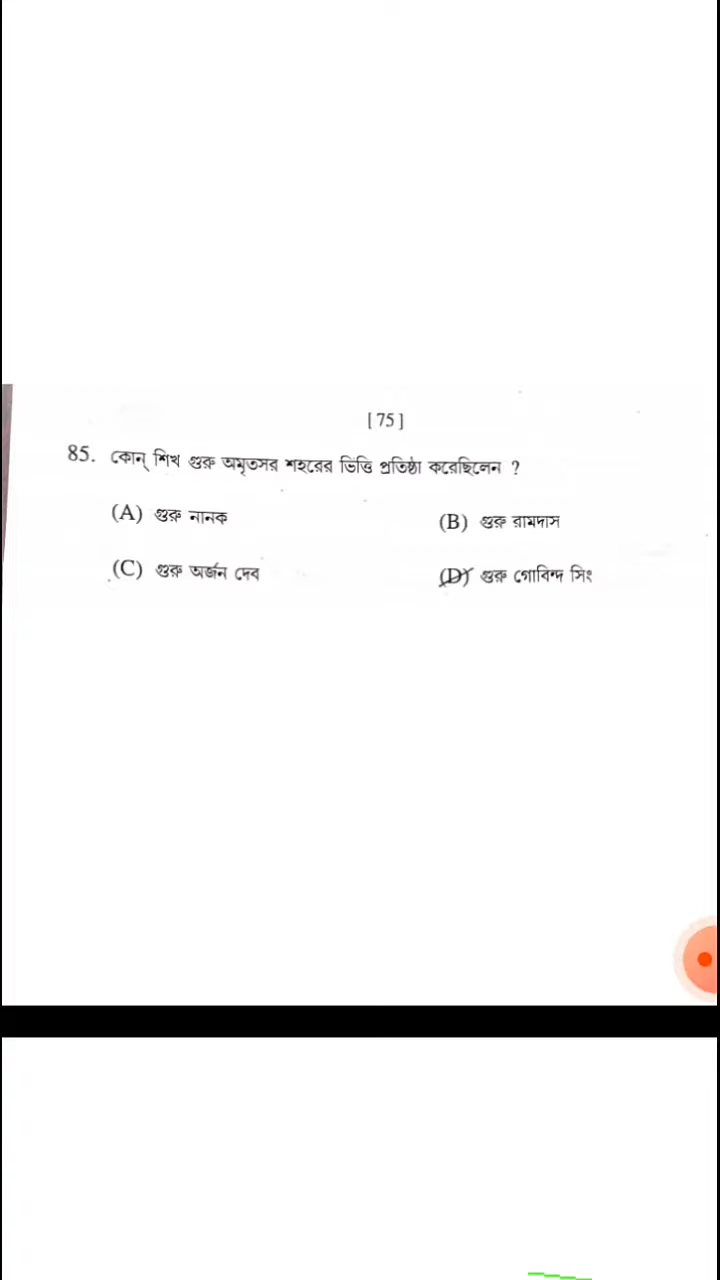 [ 75 ]
85. কোন্ শিখ গুরু অমৃতসর শহরের ভিত্তি প্রতিষ্ঠা করেছিলেন ?
(A) গুরু নানক (B) গুরু রামদাস
(C) গুরু অর্জন দেব (D) গুরু গোবিন্দ সিং